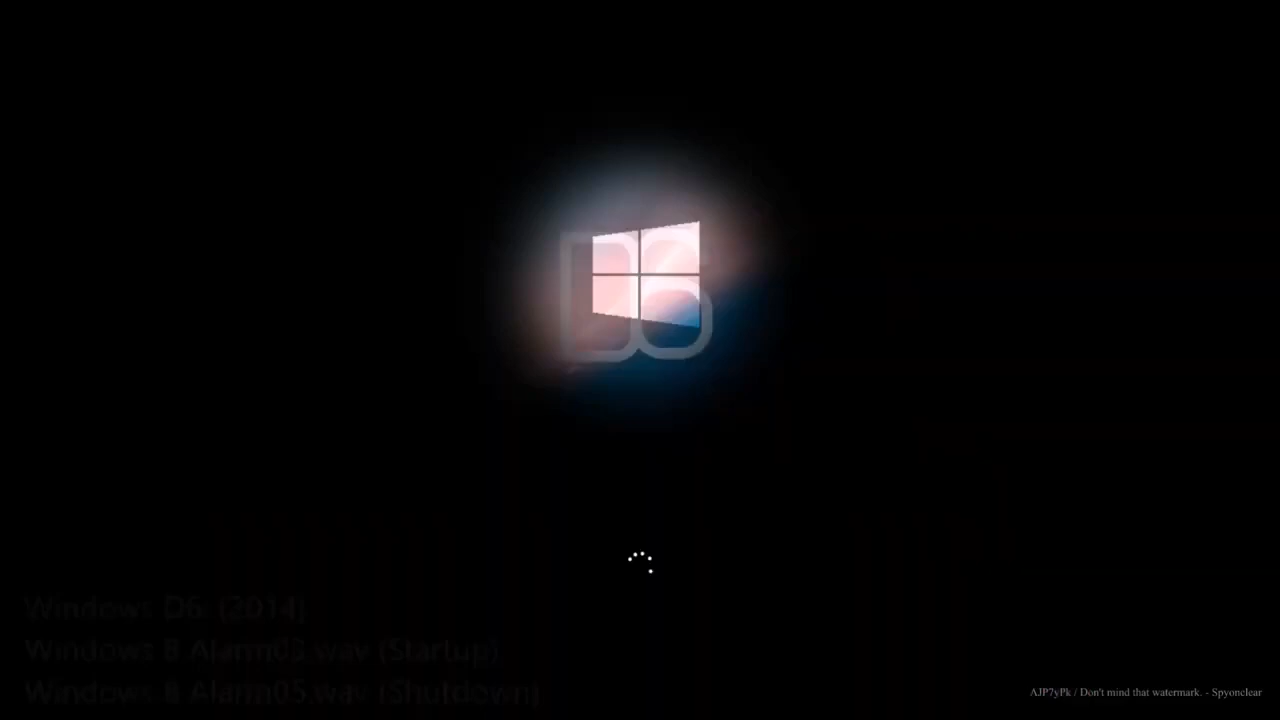 D6
Windows D6 (2014)
Windows 8 Alarm03.wav (Startup)
Windows 8 Alarm05.wav (Shutdown)
AJP7yPk / Don't mind that watermark. - Spyonclear